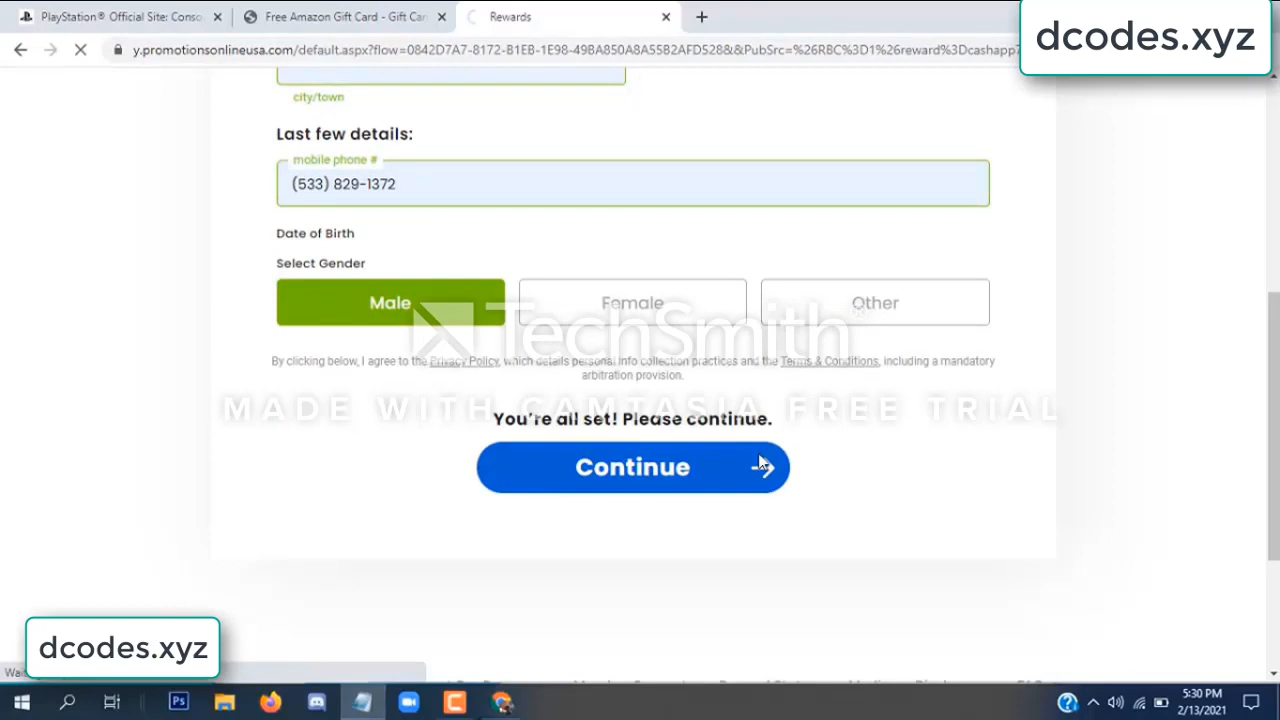 PlayStation® Official Site: Conso
Free Amazon Gift Card - Gift Car
Rewards
dcodes.xyz
y.promotionsonlineusa.com/default.aspx?flow=0842D7A7-8172-B1EB-1E98-49BA850A8A55B2AFD528&&PubSrc=%26RBC%3D1%26reward%3Dcashapp
city/town
Last few details:
mobile phone #
(533) 829-1372
Date of Birth
Select Gender
Male
Female
Other
TechSmith
By clicking below, I agree to the Privacy Policy, which details personal info collection practices and the Terms & Conditions, including a mandatory
arbitration provision.
MADE WITH CAMTASIA FREE TRIAL
You're all set! Please continue.
Continue
dcodes.xyz
Wai
Ps
5:30 PM
2/13/2021